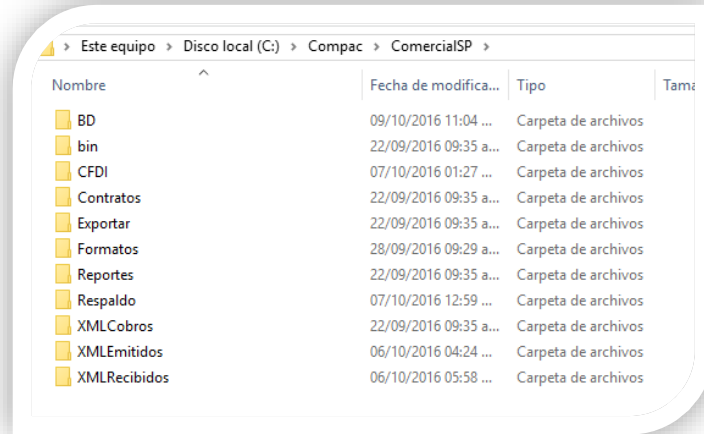 Este equipo > Disco local (C:) > Compac > ComercialSP >
Nombre Fecha de modifica... Tipo Tama
BD 09/10/2016 11:04 ... Carpeta de archivos
bin 22/09/2016 09:35 a... Carpeta de archivos
CFDI 07/10/2016 01:27 ... Carpeta de archivos
Contratos 22/09/2016 09:35 a... Carpeta de archivos
Exportar 22/09/2016 09:35 a... Carpeta de archivos
Formatos 28/09/2016 09:29 a... Carpeta de archivos
Reportes 22/09/2016 09:35 a... Carpeta de archivos
Respaldo 07/10/2016 12:59 ... Carpeta de archivos
XMLCobros 22/09/2016 09:35 a... Carpeta de archivos
XMLEmitidos 06/10/2016 04:24 ... Carpeta de archivos
XMLRecibidos 06/10/2016 05:58 ... Carpeta de archivos